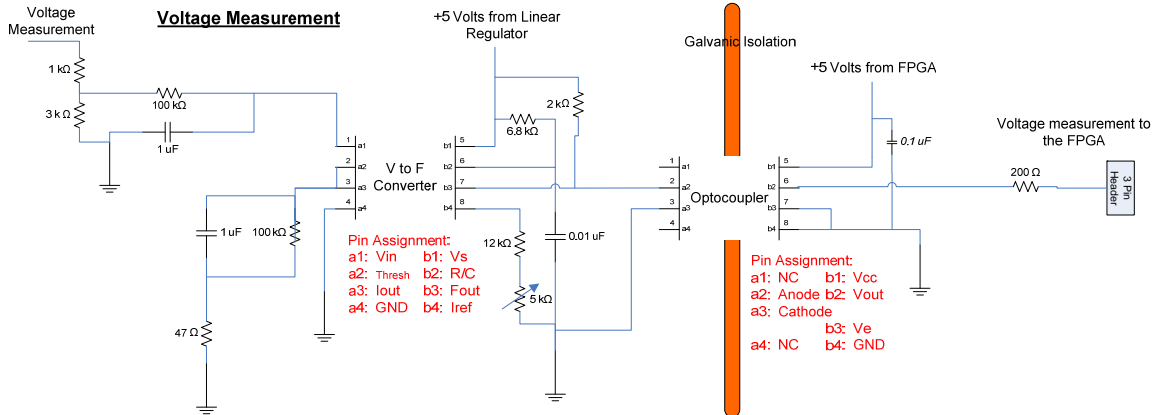 Voltage
Measurement
Voltage Measurement
+5 Volts from Linear
Regulator
Galvanic Isolation
+5 Volts from FPGA
Voltage measurement to
the FPGA
1 kΩ
3 kΩ
100 kΩ
1 uF
2 kΩ
6.8 kΩ
0.1 uF
200 Ω
3 Pin
Header
1 a1
2 a2
3 a3
4 a4
V to F
Converter
b1 5
b2 6
b3 7
b4 8
1 a1
2 a2
3 a3
4 a4
Optocoupler
b1 5
b2 6
b3 7
b4 8
1 uF
100 kΩ
47 Ω
12 kΩ
5 kΩ
0.01 uF
Pin Assignment:
a1: Vin b1: Vs
a2: Thresh b2: R/C
a3: Iout b3: Fout
a4: GND b4: Iref
Pin Assignment:
a1: NC b1: Vcc
a2: Anode b2: Vout
a3: Cathode
b3: Ve
a4: NC b4: GND